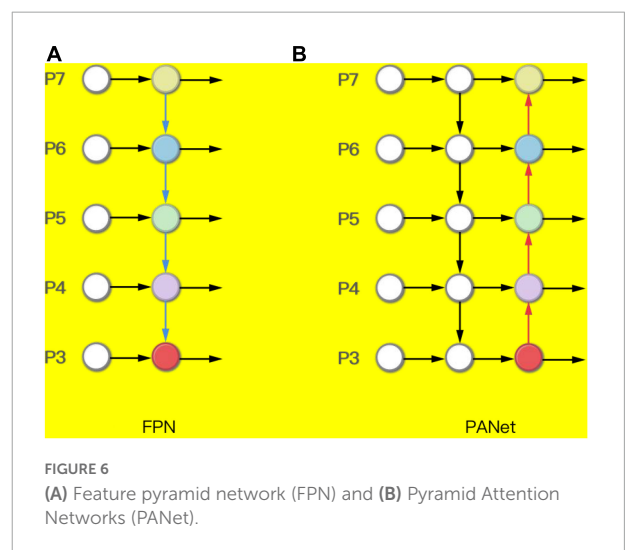 A
B
P7
P7
P6
P6
P5
P5
P4
P4
P3
P3
FPN
PANet
FIGURE 6
(A) Feature pyramid network (FPN) and (B) Pyramid Attention
Networks (PANet).